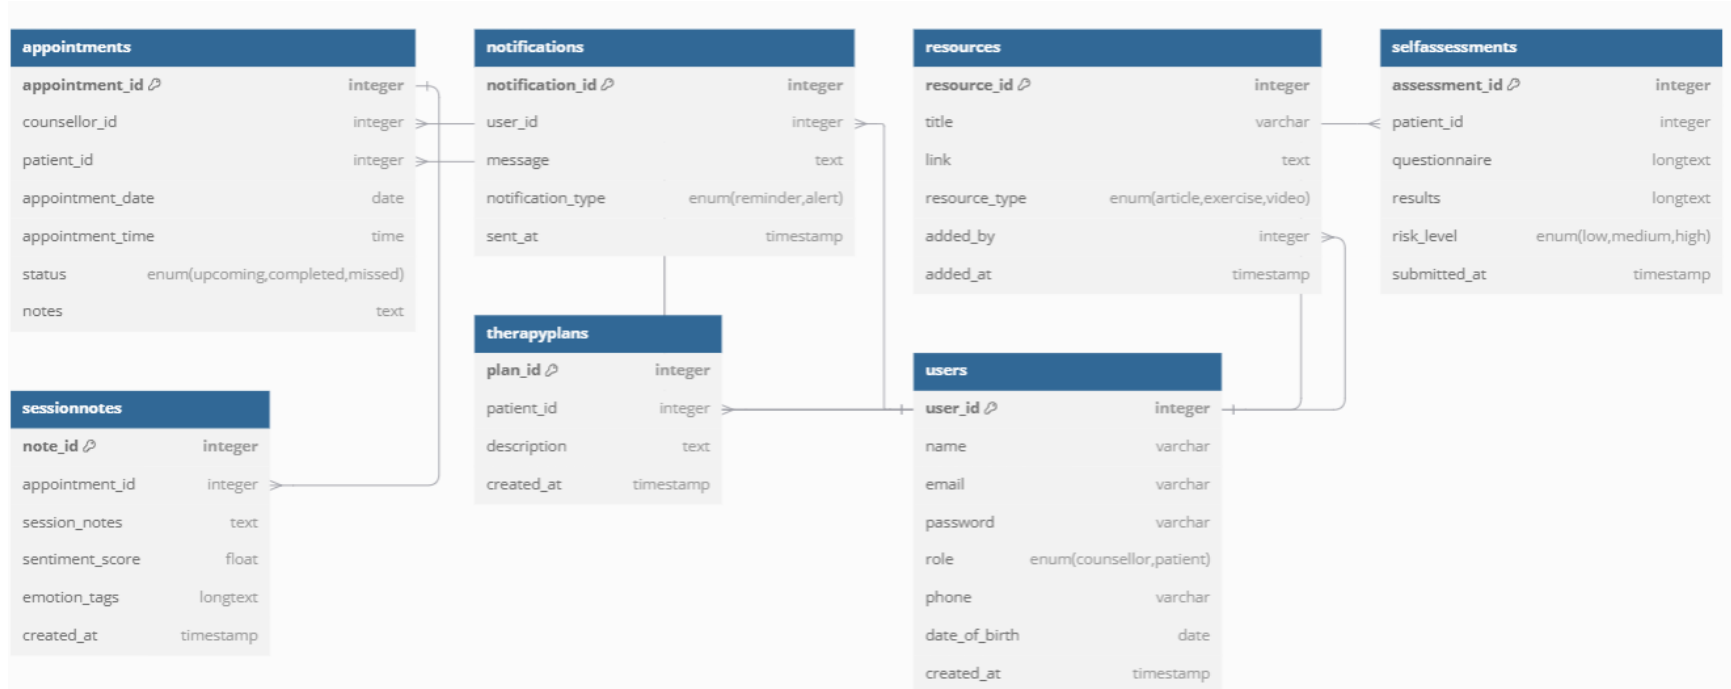 appointments
appointment_id integer
counsellor_id integer
patient_id integer
appointment_date date
appointment_time time
status enum(upcoming,completed,missed)
notes text
notifications
notification_id integer
user_id integer
message text
notification_type enum(reminder,alert)
sent_at timestamp
resources
resource_id integer
title varchar
link text
resource_type enum(article,exercise,video)
added_by integer
added_at timestamp
selfassessments
assessment_id integer
patient_id integer
questionnaire longtext
results longtext
risk_level enum(low,medium,high)
submitted_at timestamp
sessionnotes
note_id integer
appointment_id integer
session_notes text
sentiment_score float
emotion_tags longtext
created_at timestamp
therapyplans
plan_id integer
patient_id integer
description text
created_at timestamp
users
user_id integer
name varchar
email varchar
password varchar
role enum(counsellor,patient)
phone varchar
date_of_birth date
created_at timestamp